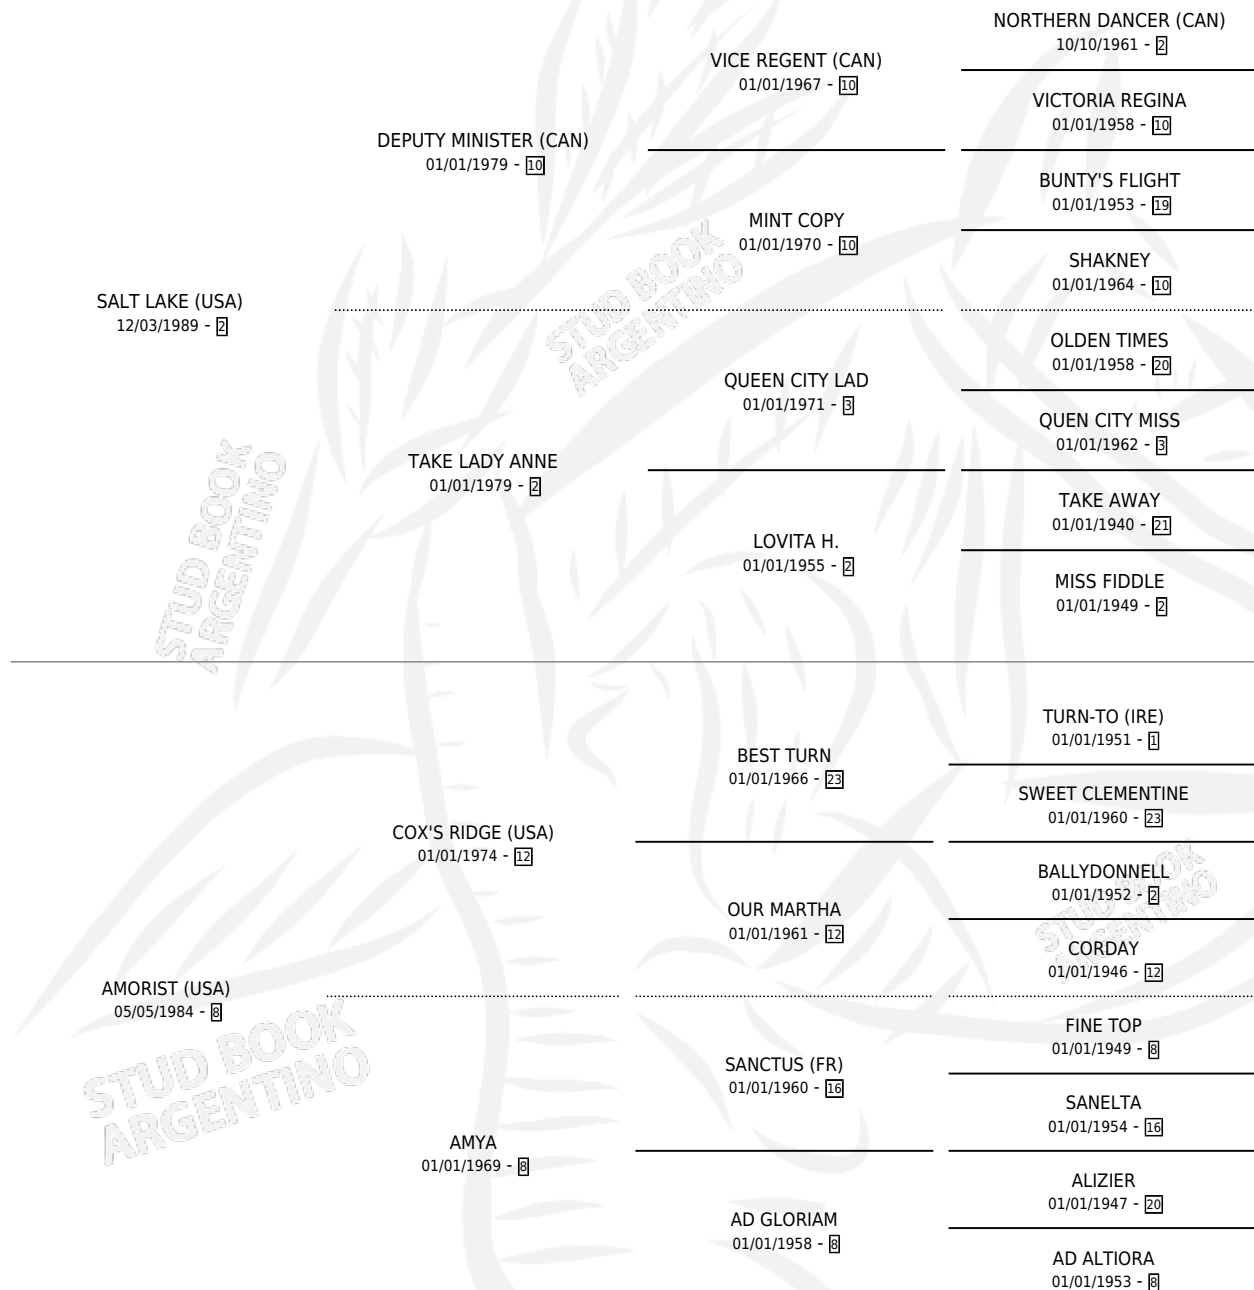 NORTHERN DANCER (CAN)
10/10/1961 - 2
VICE REGENT (CAN)
01/01/1967 - 10
VICTORIA REGINA
01/01/1958 - 10
DEPUTY MINISTER (CAN)
01/01/1979 - 10
BUNTY'S FLIGHT
01/01/1953 - 19
MINT COPY
01/01/1970 - 10
SHAKNEY
01/01/1964 - 10
SALT LAKE (USA)
12/03/1989 - 2
OLDEN TIMES
01/01/1958 - 20
QUEEN CITY LAD
01/01/1971 - 3
QUEN CITY MISS
01/01/1962 - 3
TAKE LADY ANNE
01/01/1979 - 2
TAKE AWAY
01/01/1940 - 21
LOVITA H.
01/01/1955 - 2
MISS FIDDLE
01/01/1949 - 2
TURN-TO (IRE)
01/01/1951 - 1
BEST TURN
01/01/1966 - 23
SWEET CLEMENTINE
01/01/1960 - 23
COX'S RIDGE (USA)
01/01/1974 - 12
BALLYDONNELL
01/01/1952 - 2
OUR MARTHA
01/01/1961 - 12
CORDAY
01/01/1946 - 12
AMORIST (USA)
05/05/1984 - 8
FINE TOP
01/01/1949 - 8
SANCTUS (FR)
01/01/1960 - 16
SANELTA
01/01/1954 - 16
AMYA
01/01/1969 - 8
ALIZIER
01/01/1947 - 20
AD GLORIAM
01/01/1958 - 8
AD ALTIORA
01/01/1953 - 8
STUD BOOK
ARGENTINO
STUD BOOK
ARGENTINO
STUD BOOK
ARGENTINO
STUD BOOK
ARGENTINO